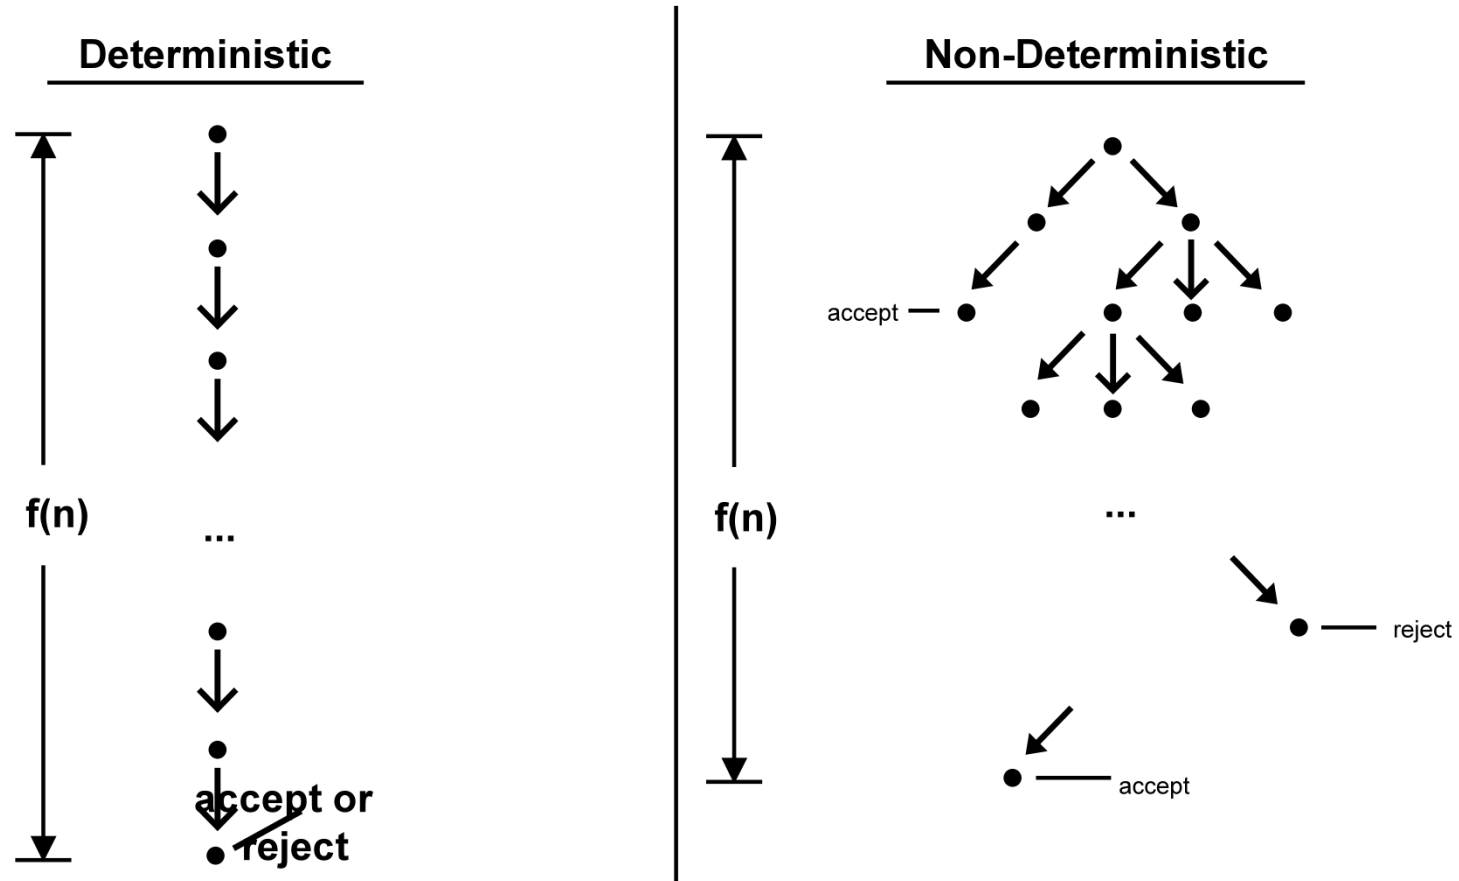 Deterministic
f(n)
...
accept or
reject
Non-Deterministic
accept
f(n)
...
reject
accept